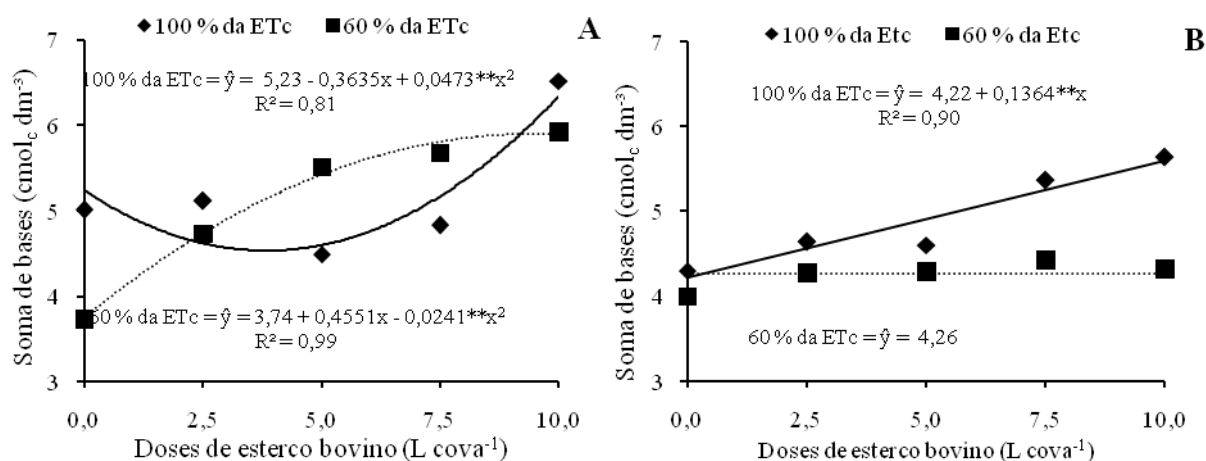 100 % da ETc 60 % da ETc
A
Soma de bases (cmolc dm-3)
7
6
5
4
3
100 % da ETc = ŷ = 5,23 - 0,3635x + 0,0473**x²
R² = 0,81
60 % da ETc = ŷ = 3,74 + 0,4551x - 0,0241**x²
R² = 0,99
0,0 2,5 5,0 7,5 10,0
Doses de esterco bovino (L cova-1)
100 % da Etc 60 % da Etc
B
Soma de bases (cmolc dm-3)
7
6
5
4
3
100 % da ETc = ŷ = 4,22 + 0,1364**x
R² = 0,90
60 % da ETc = ŷ = 4,26
0,0 2,5 5,0 7,5 10,0
Doses de esterco bovino (L cova-1)